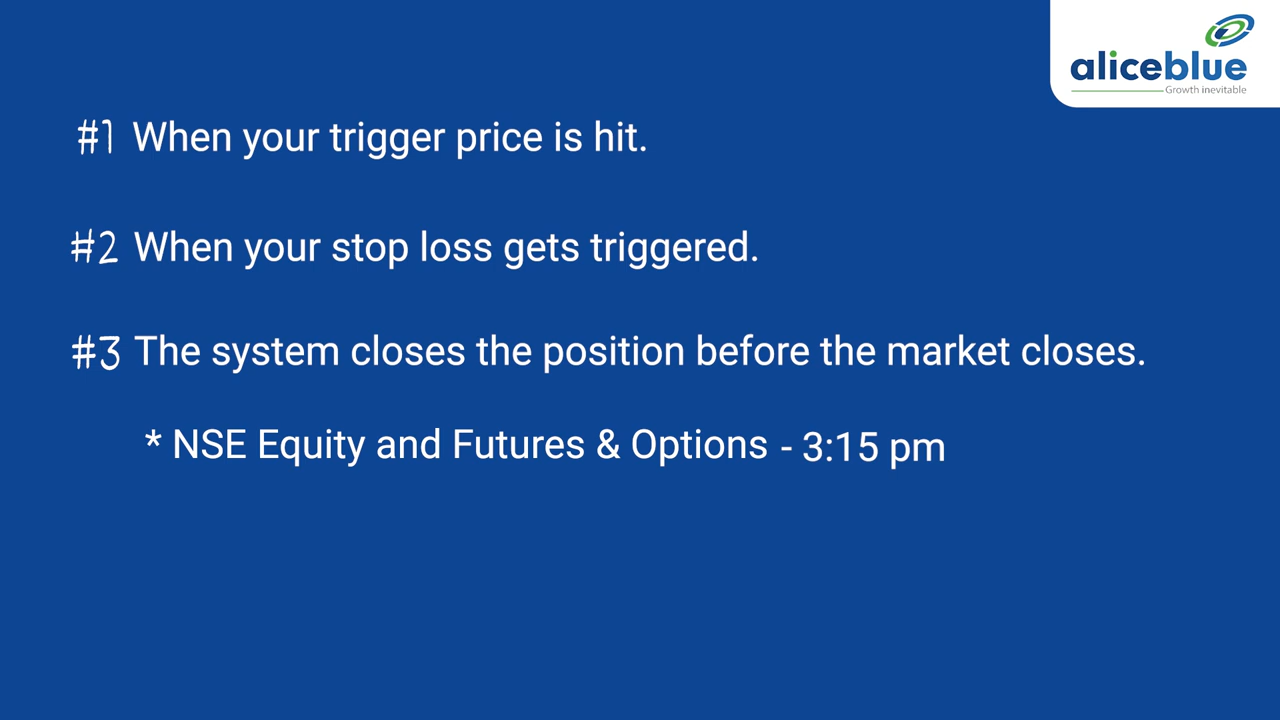 aliceblue
Growth inevitable
#1 When your trigger price is hit.
#2 When your stop loss gets triggered.
#3 The system closes the position before the market closes.
* NSE Equity and Futures & Options - 3:15 pm